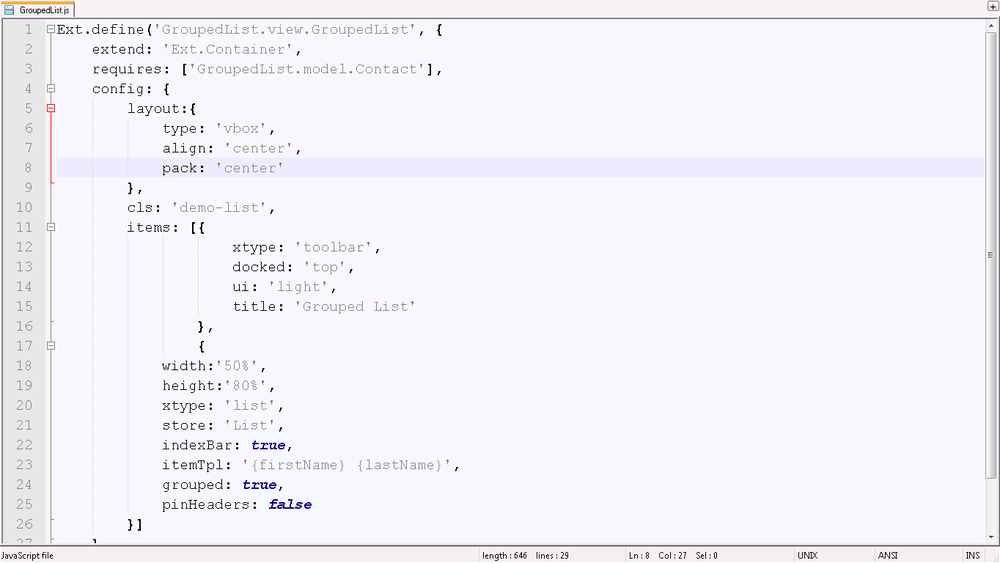 GroupedList.js
1 Ext.define('GroupedList.view.GroupedList', {
2 extend: 'Ext.Container',
3 requires: ['GroupedList.model.Contact'],
4 config: {
5 layout:{
6 type: 'vbox',
7 align: 'center',
8 pack: 'center'
9 },
10 cls: 'demo-list',
11 items: [{
12 xtype: 'toolbar',
13 docked: 'top',
14 ui: 'light',
15 title: 'Grouped List'
16 },
17 {
18 width:'50%',
19 height:'80%',
20 xtype: 'list',
21 store: 'List',
22 indexBar: true,
23 itemTpl: '{firstName} {lastName}',
24 grouped: true,
25 pinHeaders: false
26 }]
27 }
JavaScript file length : 646 lines : 29 Ln : 8 Col : 27 Sel : 0 UNIX ANSI INS